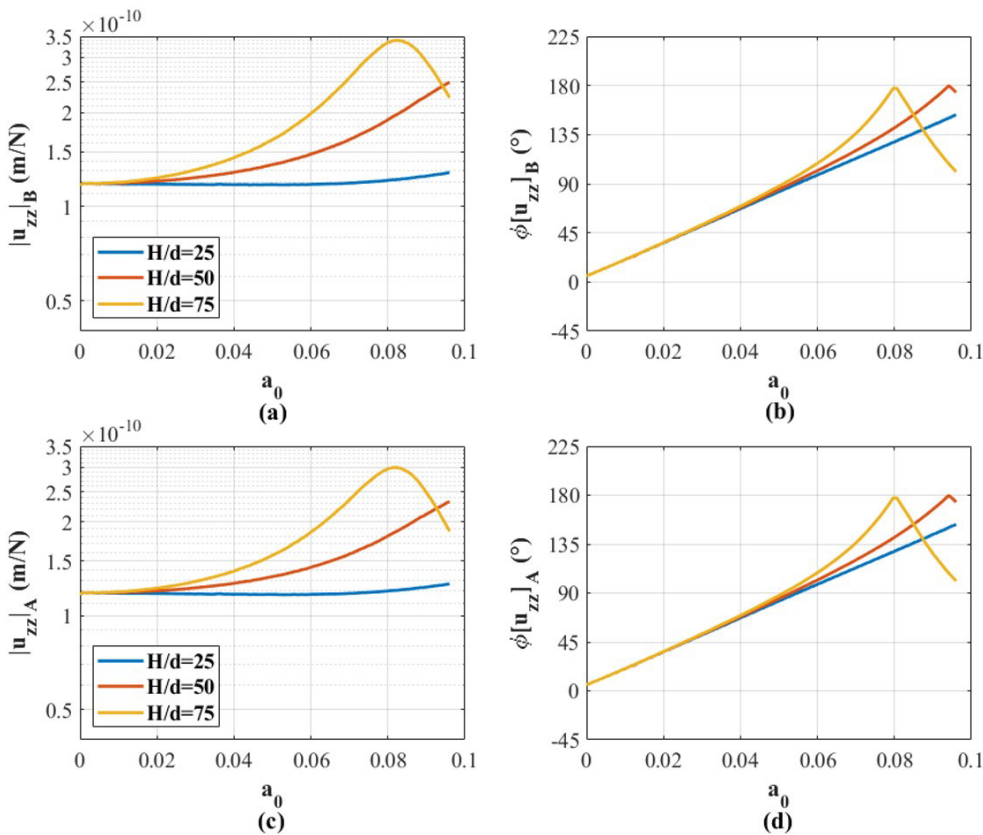 ×10⁻¹⁰
3.5
3
2.5
2
1.5
1
0.5
|u_zz|_B (m/N)
H/d=25
H/d=50
H/d=75
0 0.02 0.04 0.06 0.08 0.1
a₀
(a)
225
180
135
90
45
0
-45
ϕ[u_zz]_B (°)
0 0.02 0.04 0.06 0.08 0.1
a₀
(b)
×10⁻¹⁰
3.5
3
2.5
2
1.5
1
0.5
|u_zz|_A (m/N)
H/d=25
H/d=50
H/d=75
0 0.02 0.04 0.06 0.08 0.1
a₀
(c)
225
180
135
90
45
0
-45
ϕ[u_zz]_A (°)
0 0.02 0.04 0.06 0.08 0.1
a₀
(d)